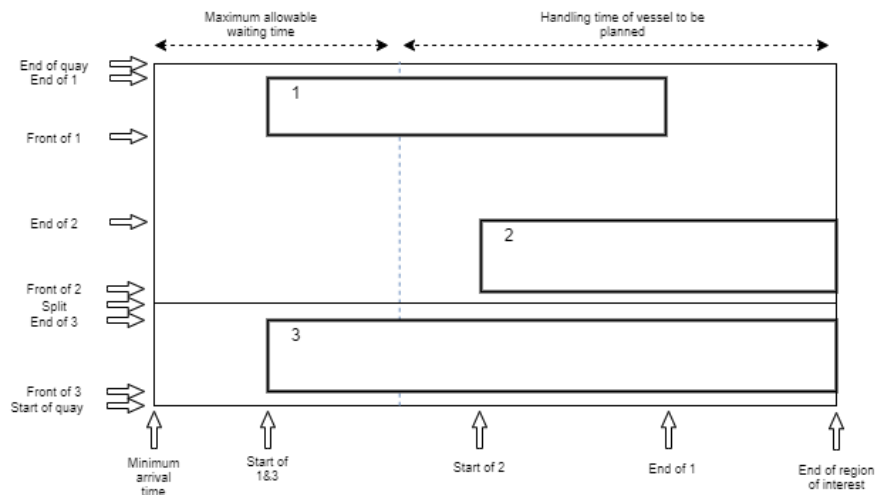 Maximum allowable
waiting time
Handling time of vessel to be
planned
End of quay
End of 1
1
Front of 1
End of 2
2
Front of 2
Split
End of 3
3
Front of 3
Start of quay
Minimum
arrival
time
Start of
1&3
Start of 2
End of 1
End of region
of interest